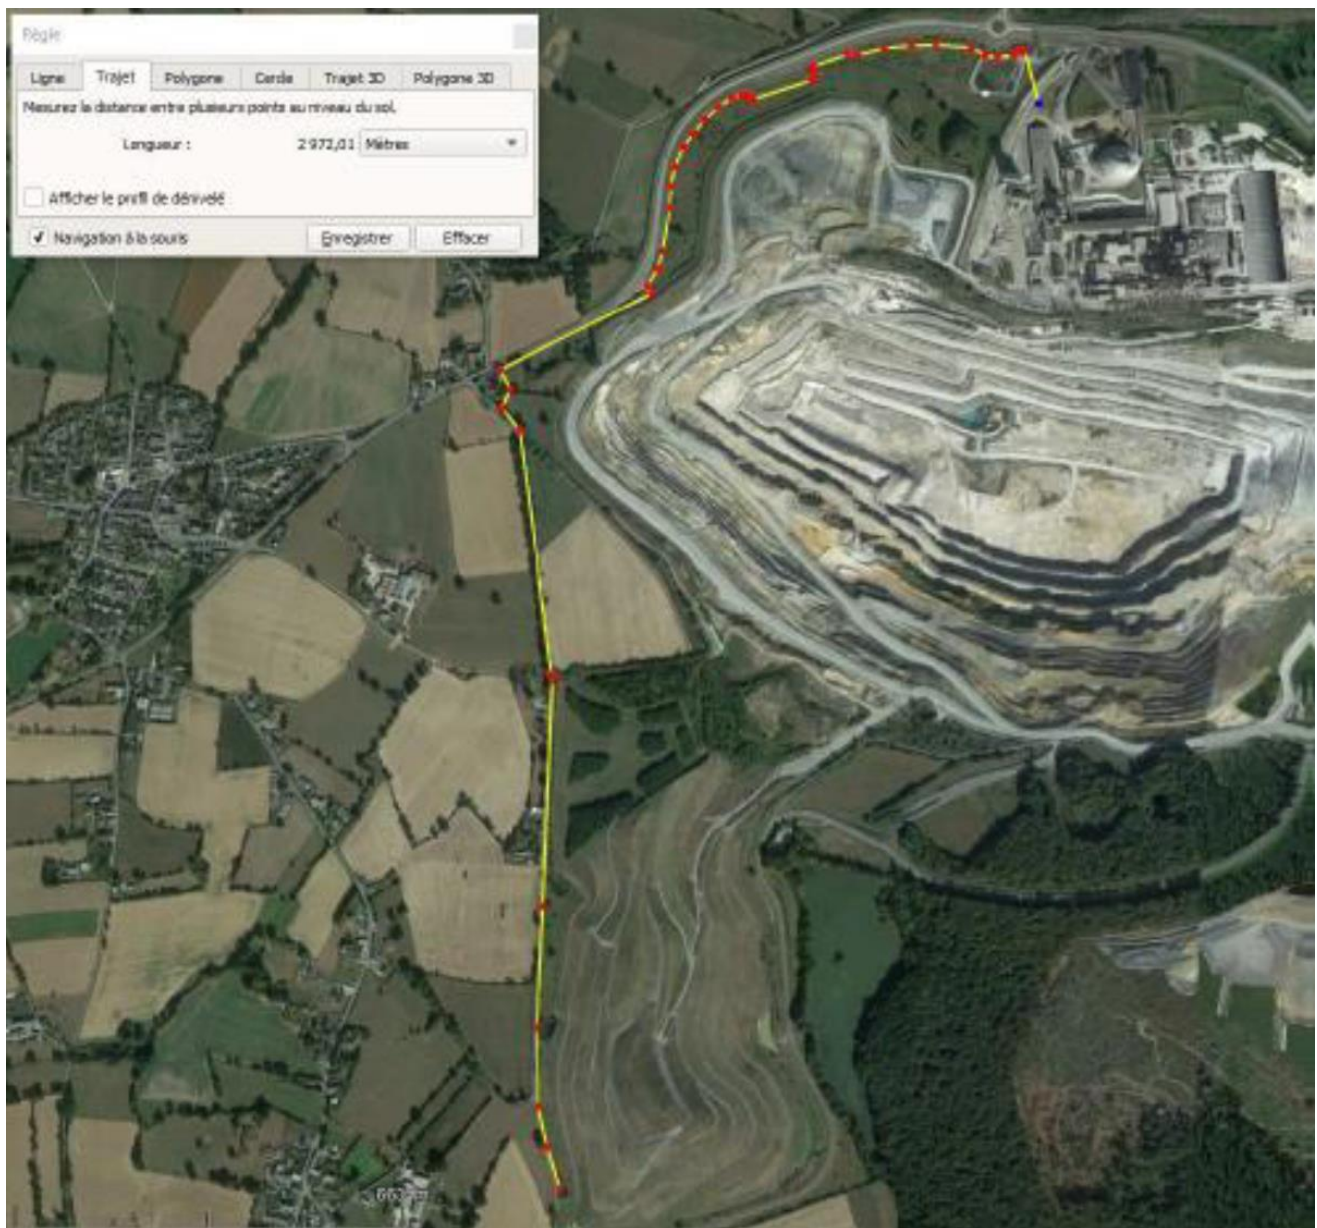 Règle
Ligne Trajet Polygone Cercle Trajet 3D Polygone 3D
Mesurez la distance entre plusieurs points au niveau du sol.
Longueur : 2 972,01 Mètres
Afficher le profil de dénivelé
Navigation à la souris Enregistrer Effacer